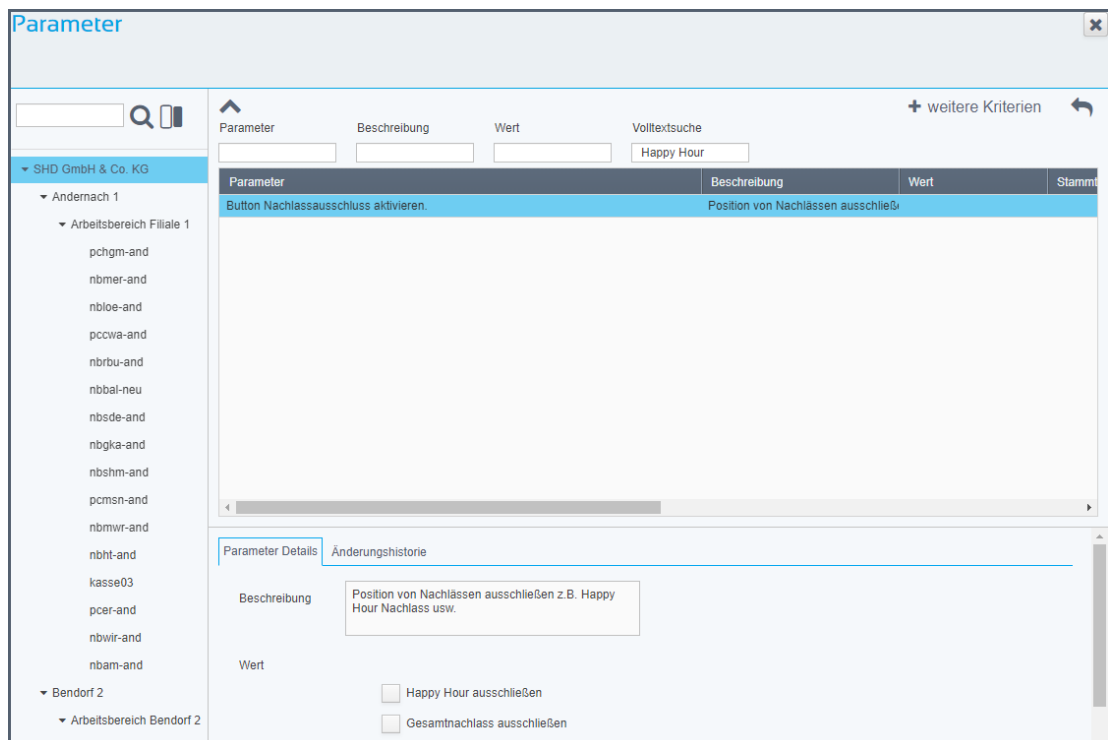 Parameter
weitere Kriterien
Parameter Beschreibung Wert Volltextsuche
Happy Hour
SHD GmbH & Co. KG
Andernach 1
Arbeitsbereich Filiale 1
pchgm-and
nbmer-and
nbloe-and
pccwa-and
nbrbu-and
nbbal-neu
nbsde-and
nbgka-and
nbshm-and
pcmsn-and
nbmwr-and
nbht-and
kasse03
pcer-and
nbwir-and
nbam-and
Bendorf 2
Arbeitsbereich Bendorf 2
Parameter Beschreibung Wert Stammt
Button Nachlassausschluss aktivieren. Position von Nachlässen ausschließ
Parameter Details Änderungshistorie
Beschreibung
Position von Nachlässen ausschließen z.B. Happy
Hour Nachlass usw.
Wert
Happy Hour ausschließen
Gesamtnachlass ausschließen